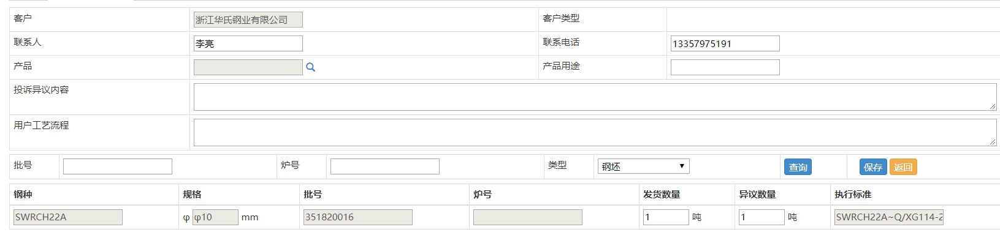 客户 浙江华氏钢业有限公司 客户类型
联系人 李亮 联系电话 13357975191
产品 产品用途
投诉异议内容
用户工艺流程
批号 炉号 类型 钢坯 查询 保存 返回
钢种 规格 批号 炉号 发货数量 异议数量 执行标准
SWRCH22A φ φ10 mm 351820016 1 吨 1 吨 SWRCH22A~Q/XG114-2